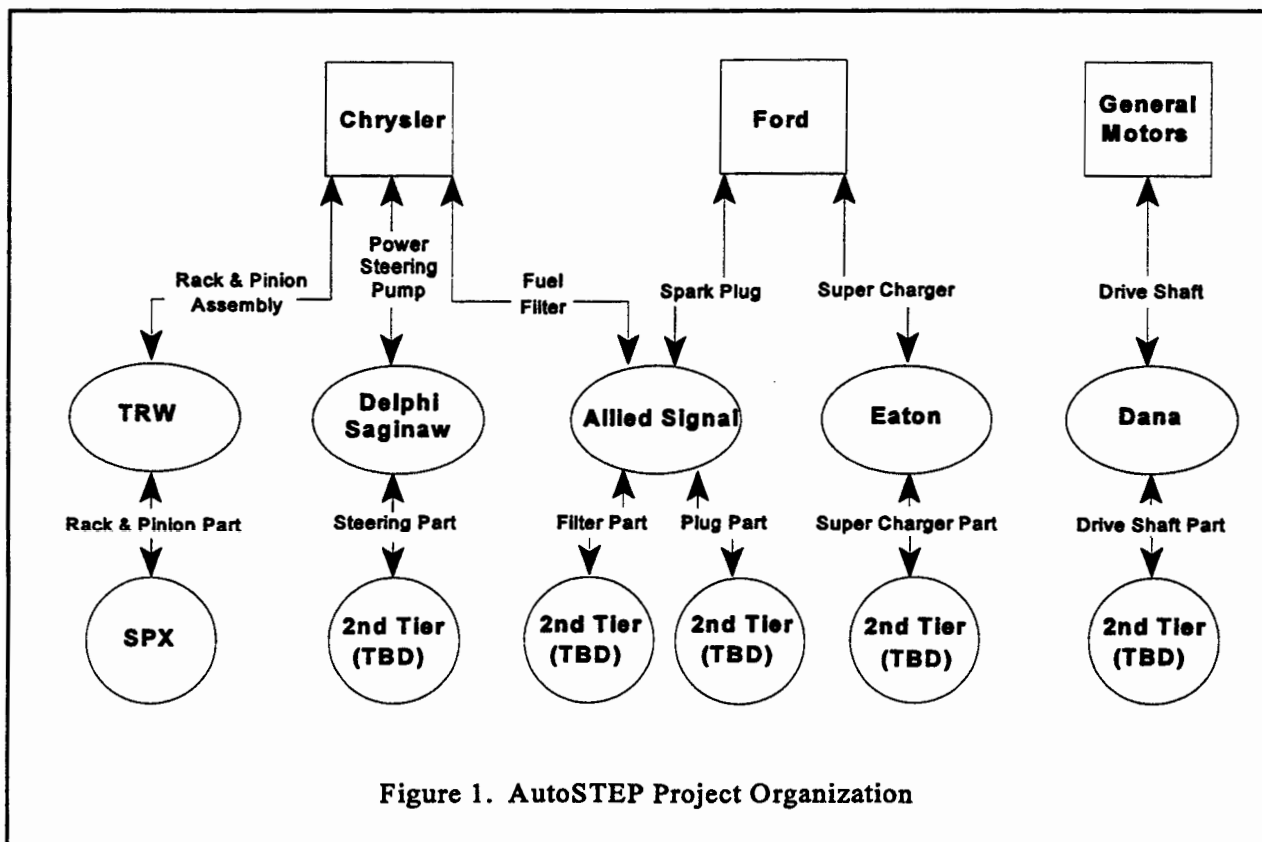 Chrysler
Ford
General
Motors
Rack & Pinion
Assembly
Power
Steering
Pump
Fuel
Filter
Spark Plug
Super Charger
Drive Shaft
TRW
Delphi
Saginaw
Allied Signal
Eaton
Dana
Rack & Pinion Part
Steering Part
Filter Part
Plug Part
Super Charger Part
Drive Shaft Part
SPX
2nd Tier
(TBD)
2nd Tier
(TBD)
2nd Tier
(TBD)
2nd Tier
(TBD)
2nd Tier
(TBD)
Figure 1. AutoSTEP Project Organization